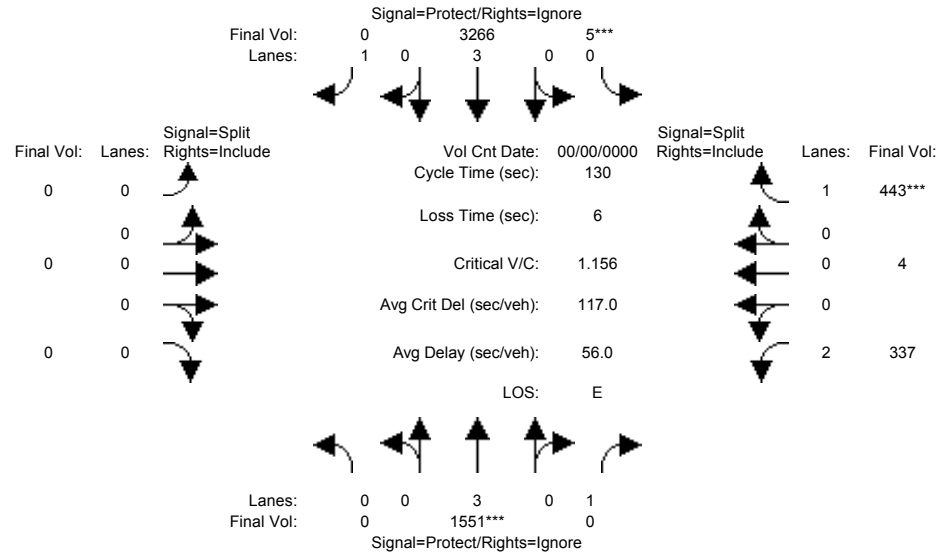 Signal=Protect/Rights=Ignore
Final Vol: 0 3266 5***
Lanes: 1 0 3 0 0
Signal=Split Signal=Split
Final Vol: Lanes: Rights=Include Vol Cnt Date: 00/00/0000 Rights=Include Lanes: Final Vol:
Cycle Time (sec): 130
0 0 1 443***
Loss Time (sec): 6
0 0
0 0 Critical V/C: 1.156 0 4
0 Avg Crit Del (sec/veh): 117.0 0
0 0 Avg Delay (sec/veh): 56.0 2 337
LOS: E
Lanes: 0 0 3 0 1
Final Vol: 0 1551*** 0
Signal=Protect/Rights=Ignore